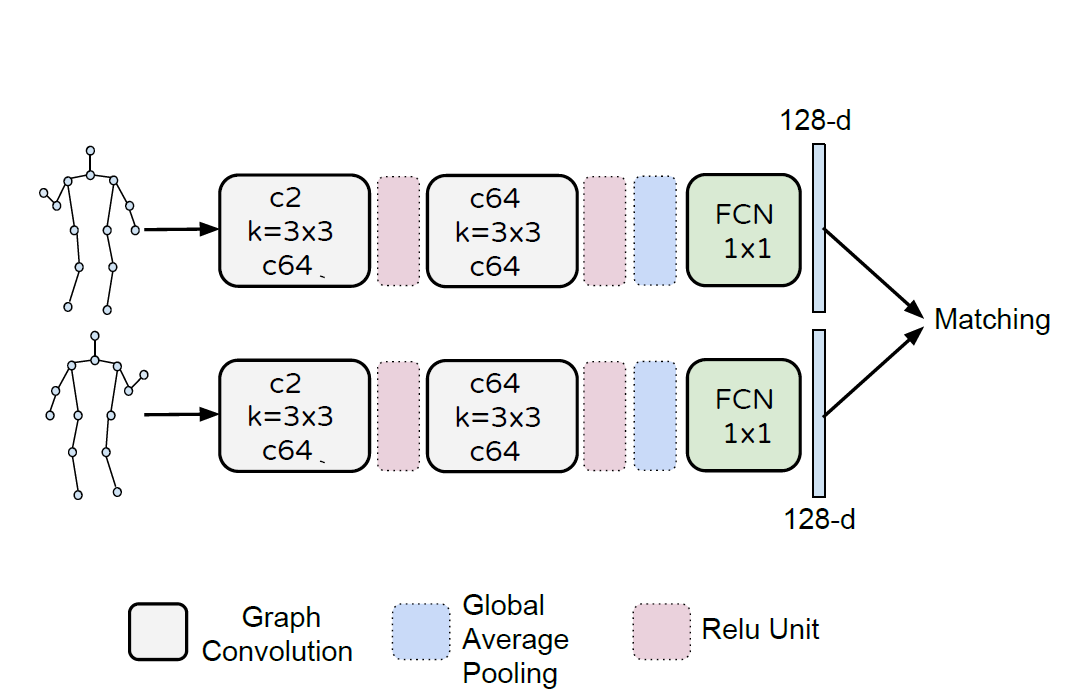 128-d
c2
k=3x3
c64
c64
k=3x3
c64
FCN
1x1
Matching
c2
k=3x3
c64
c64
k=3x3
c64
FCN
1x1
128-d
Graph
Convolution
Global
Average
Pooling
Relu Unit